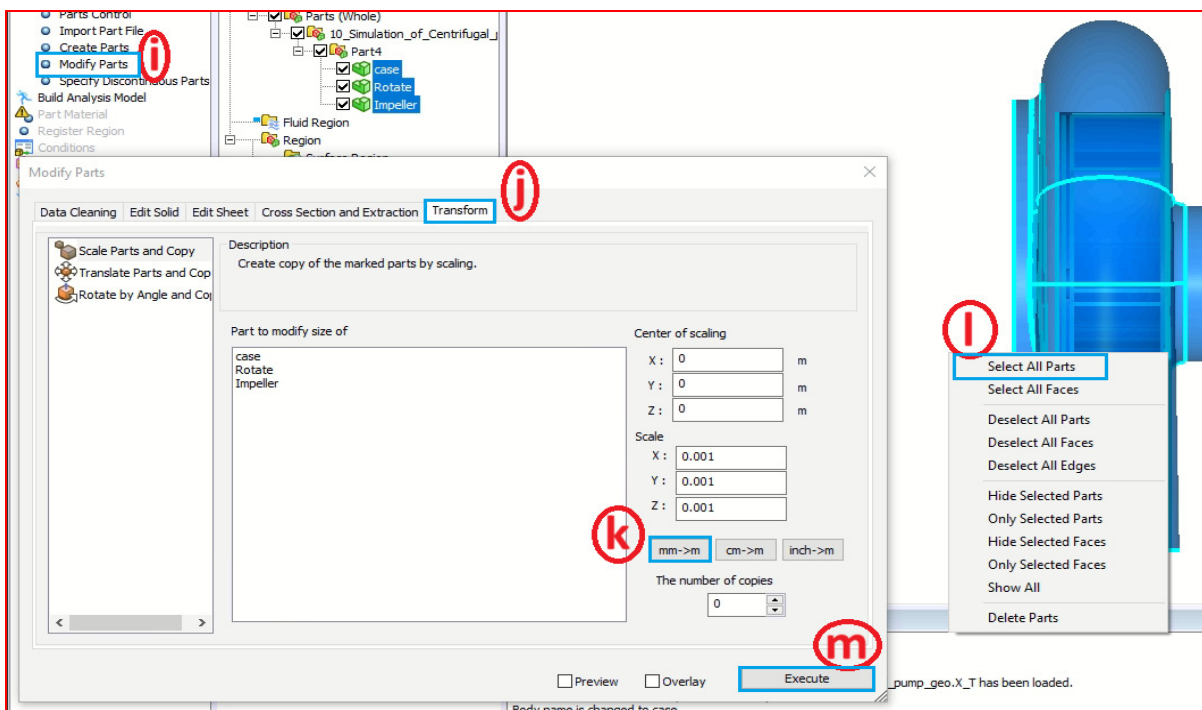 Parts Control
Import Part File
Create Parts
Modify Parts
i
Specify Discontinuous Parts
Build Analysis Model
Part Material
Register Region
Conditions
Parts (Whole)
10_Simulation_of_Centrifugal_
Part4
case
Rotate
Impeller
Fluid Region
Region
Modify Parts
j
Data Cleaning
Edit Solid
Edit Sheet
Cross Section and Extraction
Transform
Scale Parts and Copy
Translate Parts and Cop
Rotate by Angle and Co
Description
Create copy of the marked parts by scaling.
Part to modify size of
case
Rotate
Impeller
Center of scaling
X : 0 m
Y : 0 m
Z : 0 m
Scale
X : 0.001
Y : 0.001
Z : 0.001
k
mm->m
cm->m
inch->m
The number of copies
0
m
Preview
Overlay
Execute
l
Select All Parts
Select All Faces
Deselect All Parts
Deselect All Faces
Deselect All Edges
Hide Selected Parts
Only Selected Parts
Hide Selected Faces
Only Selected Faces
Show All
Delete Parts
_pump_geo.X_T has been loaded.
Body name is changed to case